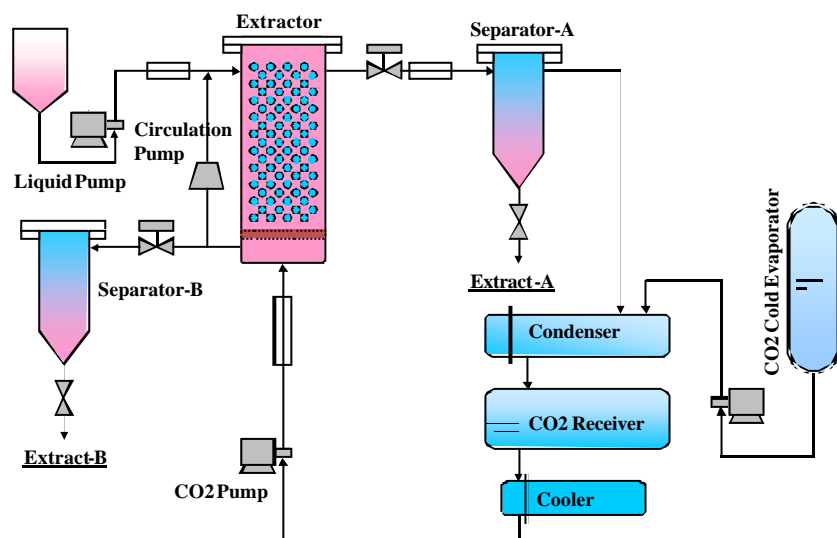 Extractor
Separator-A
Circulation
Pump
Liquid Pump
Extract-A
Separator-B
CO2 Cold Evaporator
Condenser
CO2 Receiver
Extract-B
CO2 Pump
Cooler